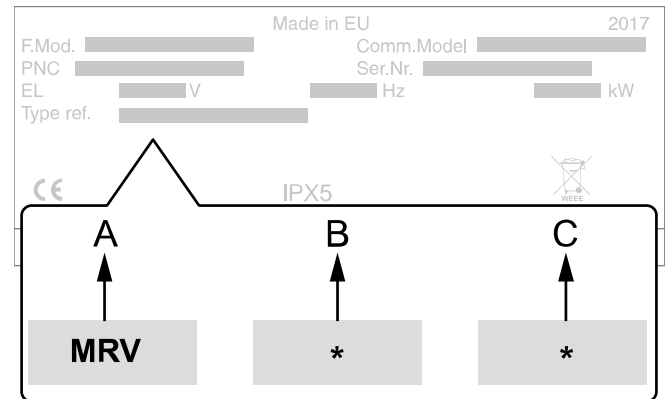 Made in EU 2017
F.Mod. Comm.Model
PNC Ser.Nr.
EL V Hz kW
Type ref.
CE IPX5
WEEE
A B C
MRV * *